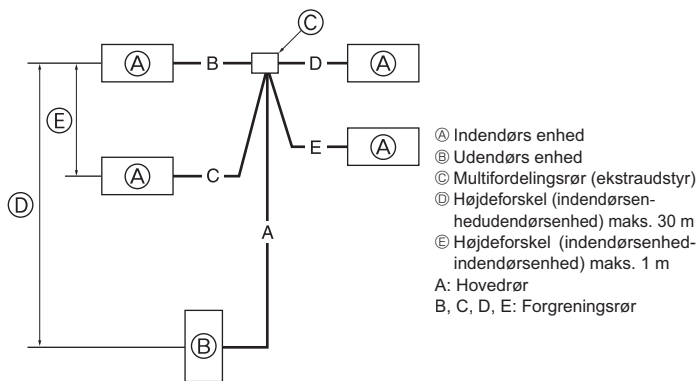 Ⓒ
Ⓐ B D Ⓐ
Ⓔ
Ⓐ C E Ⓐ
Ⓓ
A
Ⓑ
Ⓐ Indendørs enhed
Ⓑ Udendørs enhed
Ⓒ Multifordelingsrør (ekstraudstyr)
Ⓓ Højdeforskel (indendørsen-
hedudendørsenhed) maks. 30 m
Ⓔ Højdeforskel (indendørsenhed-
indendørsenhed) maks. 1 m
A: Hovedrør
B, C, D, E: Forgreningsrør